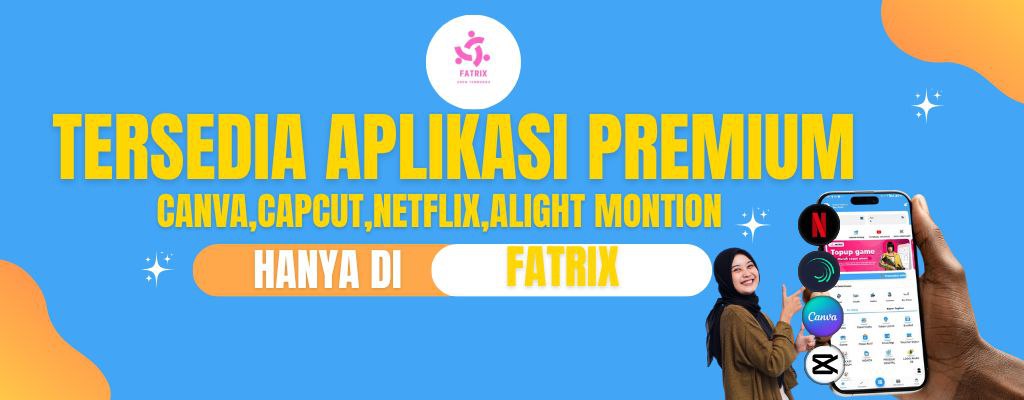 FATRIX
TERSEDIA APLIKASI PREMIUM
CANVA,CAPCUT,NETFLIX,ALIGHT MONTION
HANYA DI
FATRIX
Topup game
Canva